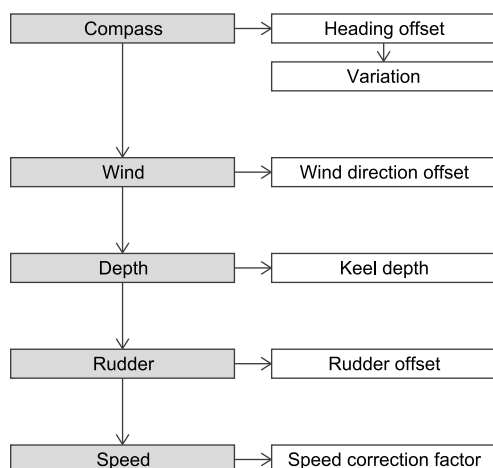 Compass
Heading offset
Variation
Wind
Wind direction offset
Depth
Keel depth
Rudder
Rudder offset
Speed
Speed correction factor